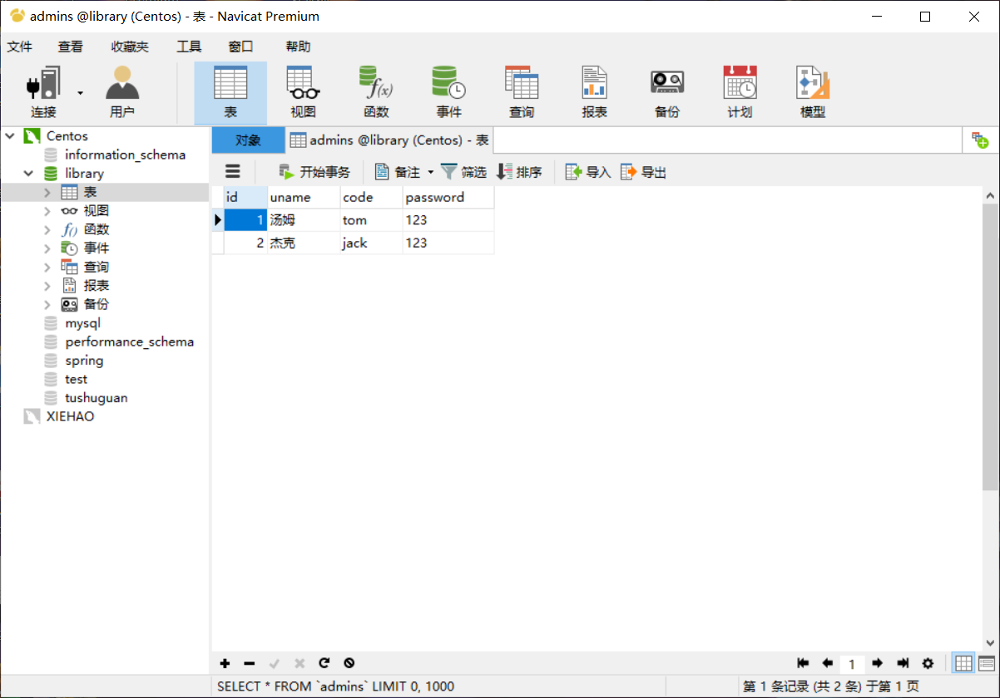 admins @library (Centos) - 表 - Navicat Premium
文件 查看 收藏夹 工具 窗口 帮助
连接 用户 表 视图 函数 事件 查询 报表 备份 计划 模型
Centos
information_schema
library
表
视图
函数
事件
查询
报表
备份
mysql
performance_schema
spring
test
tushuguan
XIEHAO
对象 admins @library (Centos) - 表
开始事务 备注 筛选 排序 导入 导出
id uname code password
1 汤姆 tom 123
2 杰克 jack 123
1
SELECT * FROM `admins` LIMIT 0, 1000 第 1 条记录 (共 2 条) 于第 1 页